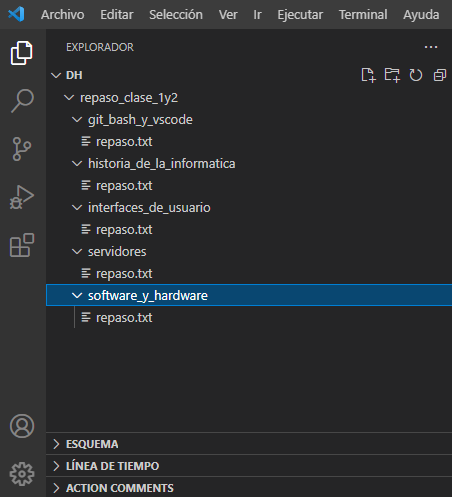 Archivo Editar Selección Ver Ir Ejecutar Terminal Ayuda
EXPLORADOR
DH
repaso_clase_1y2
git_bash_y_vscode
repaso.txt
historia_de_la_informatica
repaso.txt
interfaces_de_usuario
repaso.txt
servidores
repaso.txt
software_y_hardware
repaso.txt
ESQUEMA
LÍNEA DE TIEMPO
ACTION COMMENTS